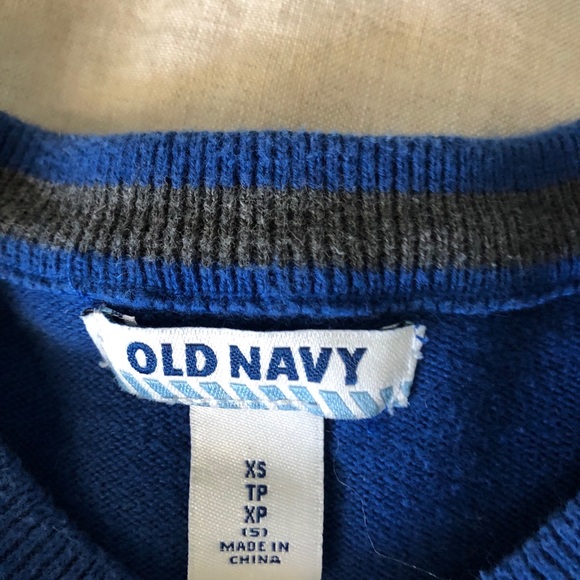 OLD NAVY
XS
TP
XP
(5)
MADE IN
CHINA